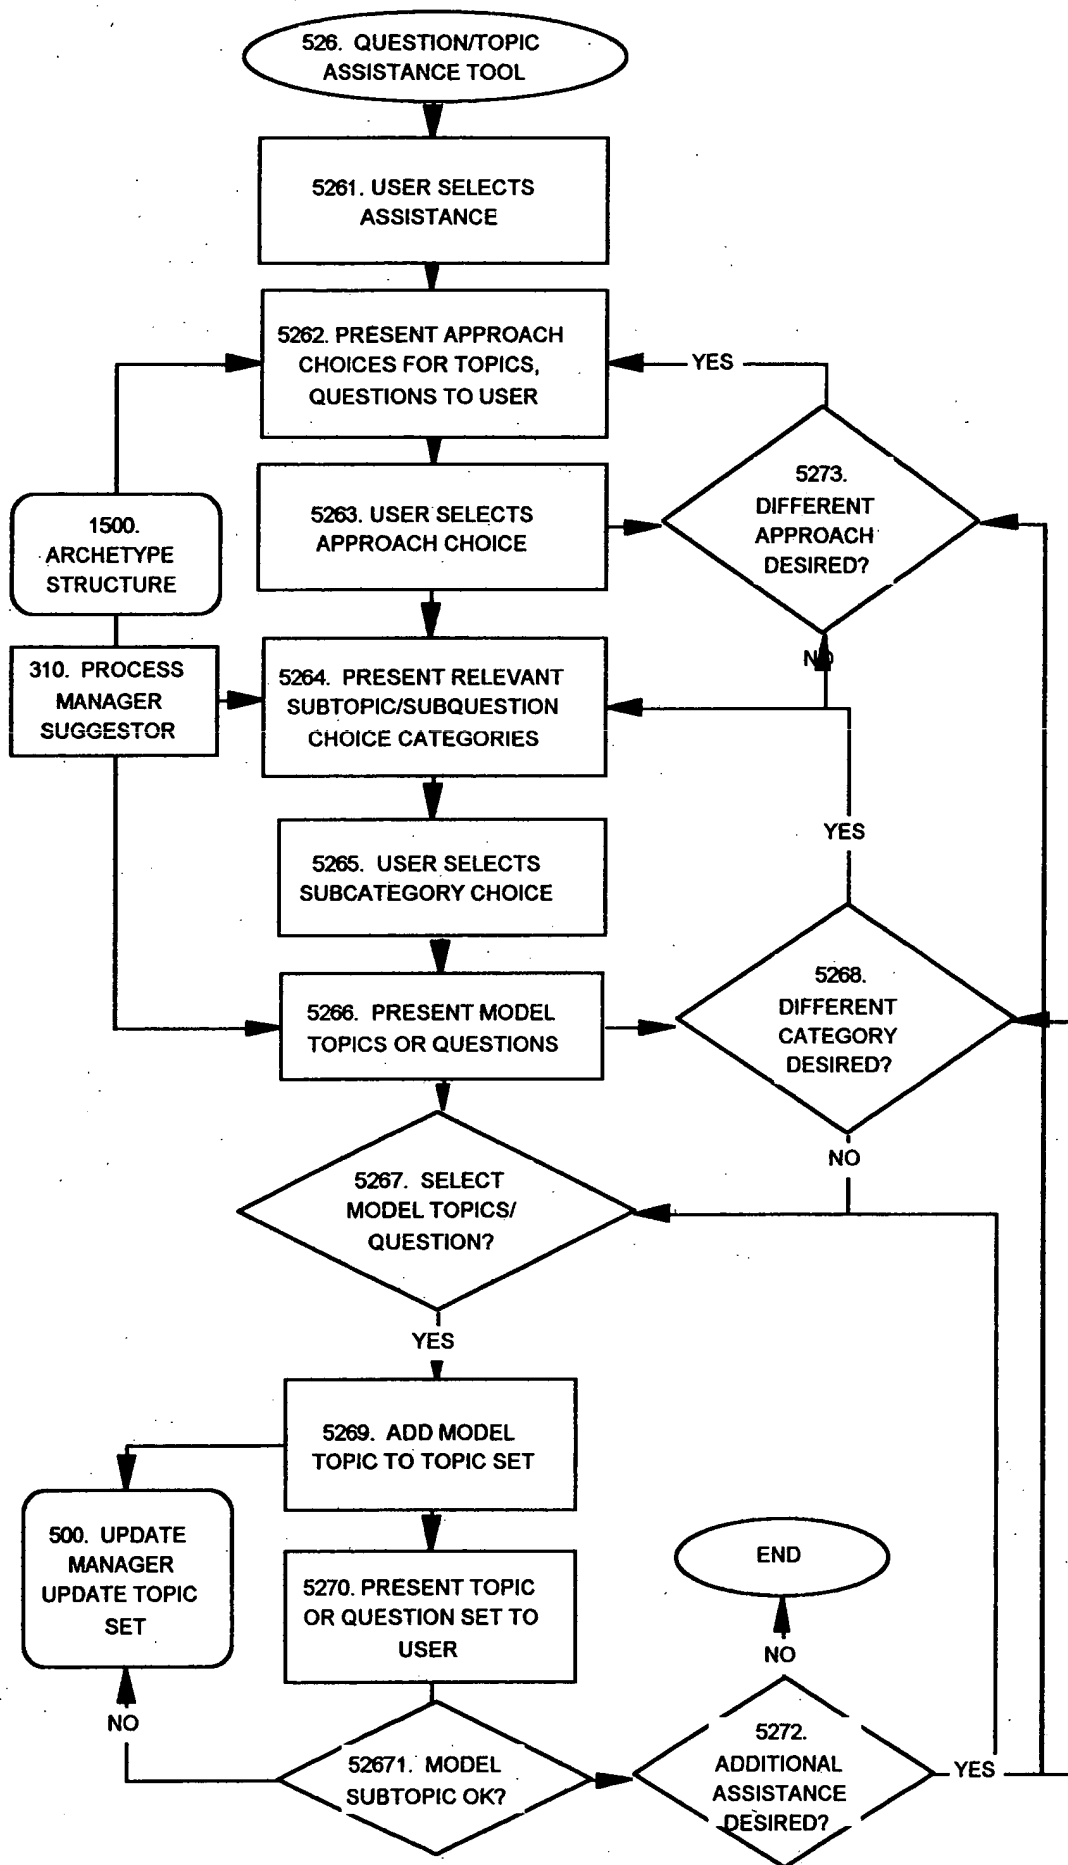 526. QUESTION/TOPIC
ASSISTANCE TOOL
5261. USER SELECTS
ASSISTANCE
5262. PRESENT APPROACH
CHOICES FOR TOPICS,
QUESTIONS TO USER
YES
5273.
DIFFERENT
APPROACH
DESIRED?
5263. USER SELECTS
APPROACH CHOICE
1500.
ARCHETYPE
STRUCTURE
NO
310. PROCESS
MANAGER
SUGGESTOR
5264. PRESENT RELEVANT
SUBTOPIC/SUBQUESTION
CHOICE CATEGORIES
YES
5265. USER SELECTS
SUBCATEGORY CHOICE
5268.
DIFFERENT
CATEGORY
DESIRED?
5266. PRESENT MODEL
TOPICS OR QUESTIONS
NO
5267. SELECT
MODEL TOPICS/
QUESTION?
YES
5269. ADD MODEL
TOPIC TO TOPIC SET
500. UPDATE
MANAGER
UPDATE TOPIC
SET
END
5270. PRESENT TOPIC
OR QUESTION SET TO
USER
NO
NO
52671. MODEL
SUBTOPIC OK?
5272.
ADDITIONAL
ASSISTANCE
DESIRED?
YES